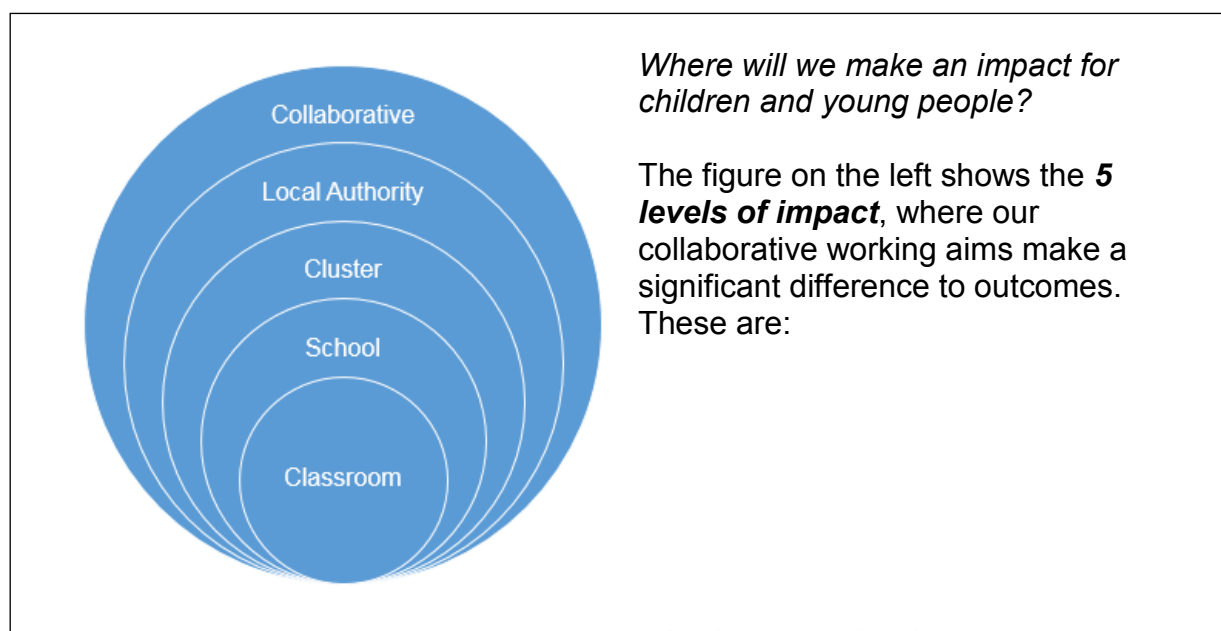 Collaborative
Local Authority
Cluster
School
Classroom
Where will we make an impact for
children and young people?
The figure on the left shows the 5
levels of impact, where our
collaborative working aims make a
significant difference to outcomes.
These are: